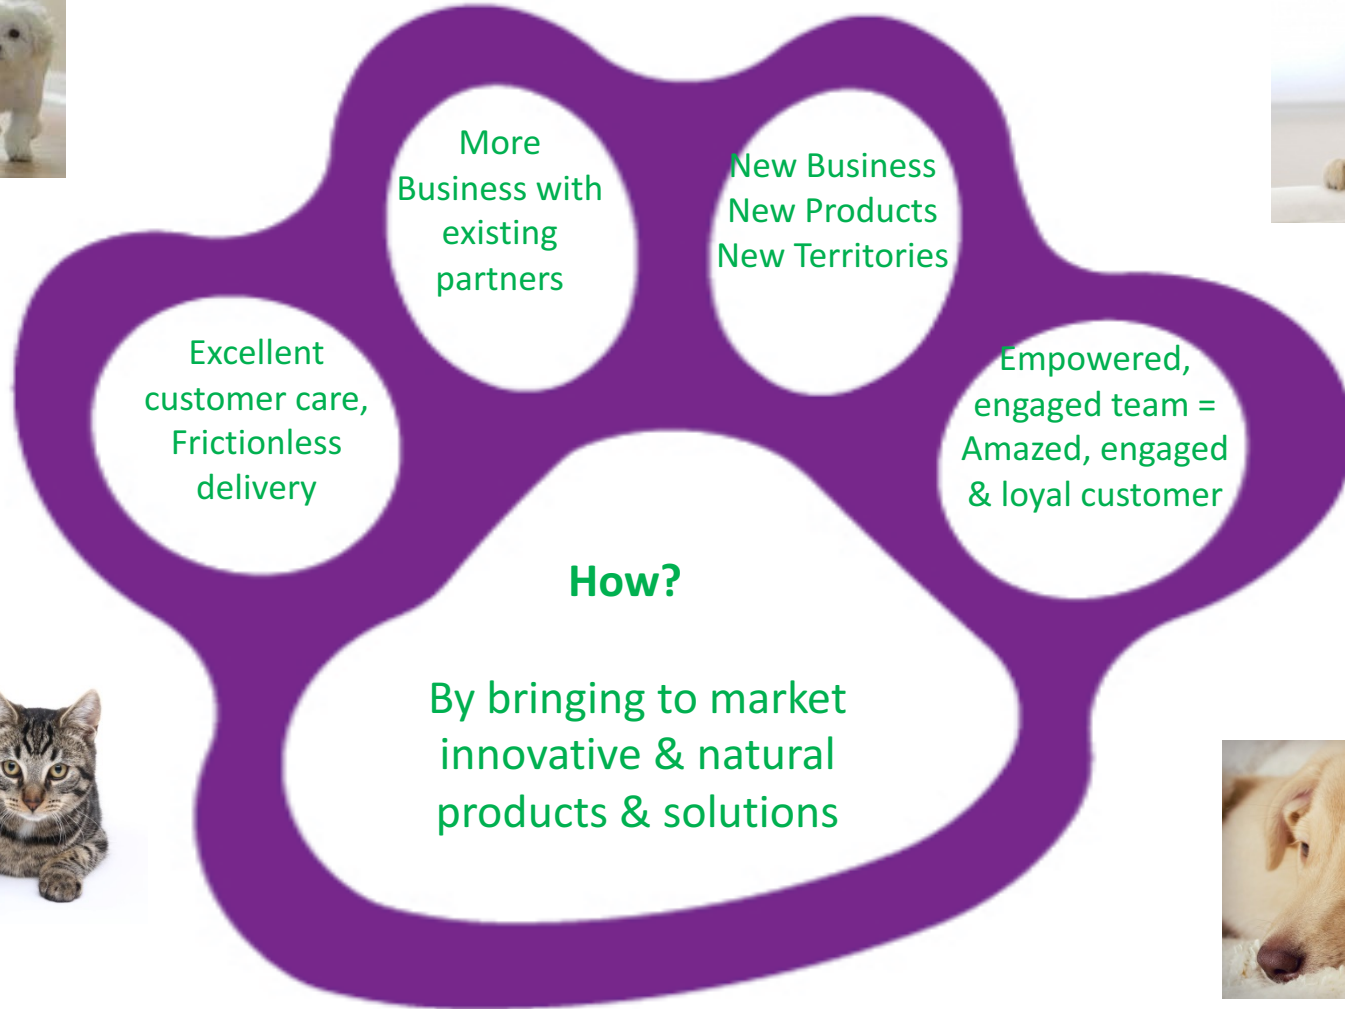 More
Business with
existing
partners
New Business
New Products
New Territories
Excellent
customer care,
Frictionless
delivery
Empowered,
engaged team =
Amazed, engaged
& loyal customer
How?
By bringing to market
innovative & natural
products & solutions